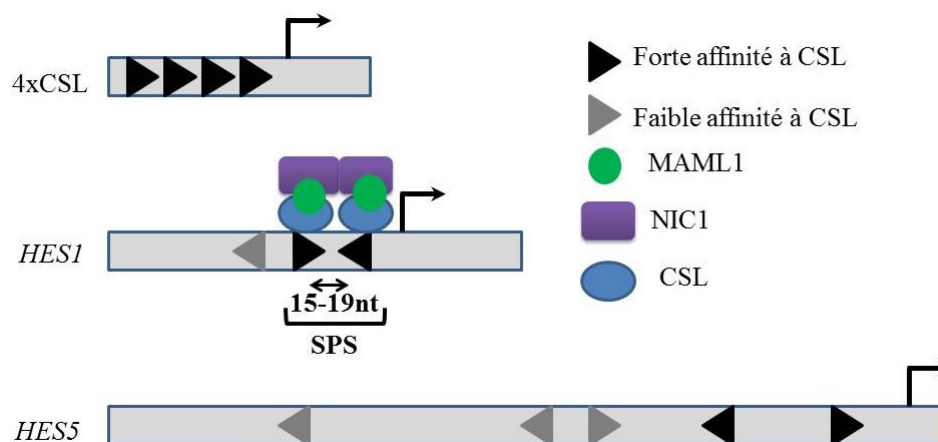 4xCSL
Forte affinité à CSL
Faible affinité à CSL
MAML1
NIC1
CSL
HES1
15-19nt
SPS
HES5